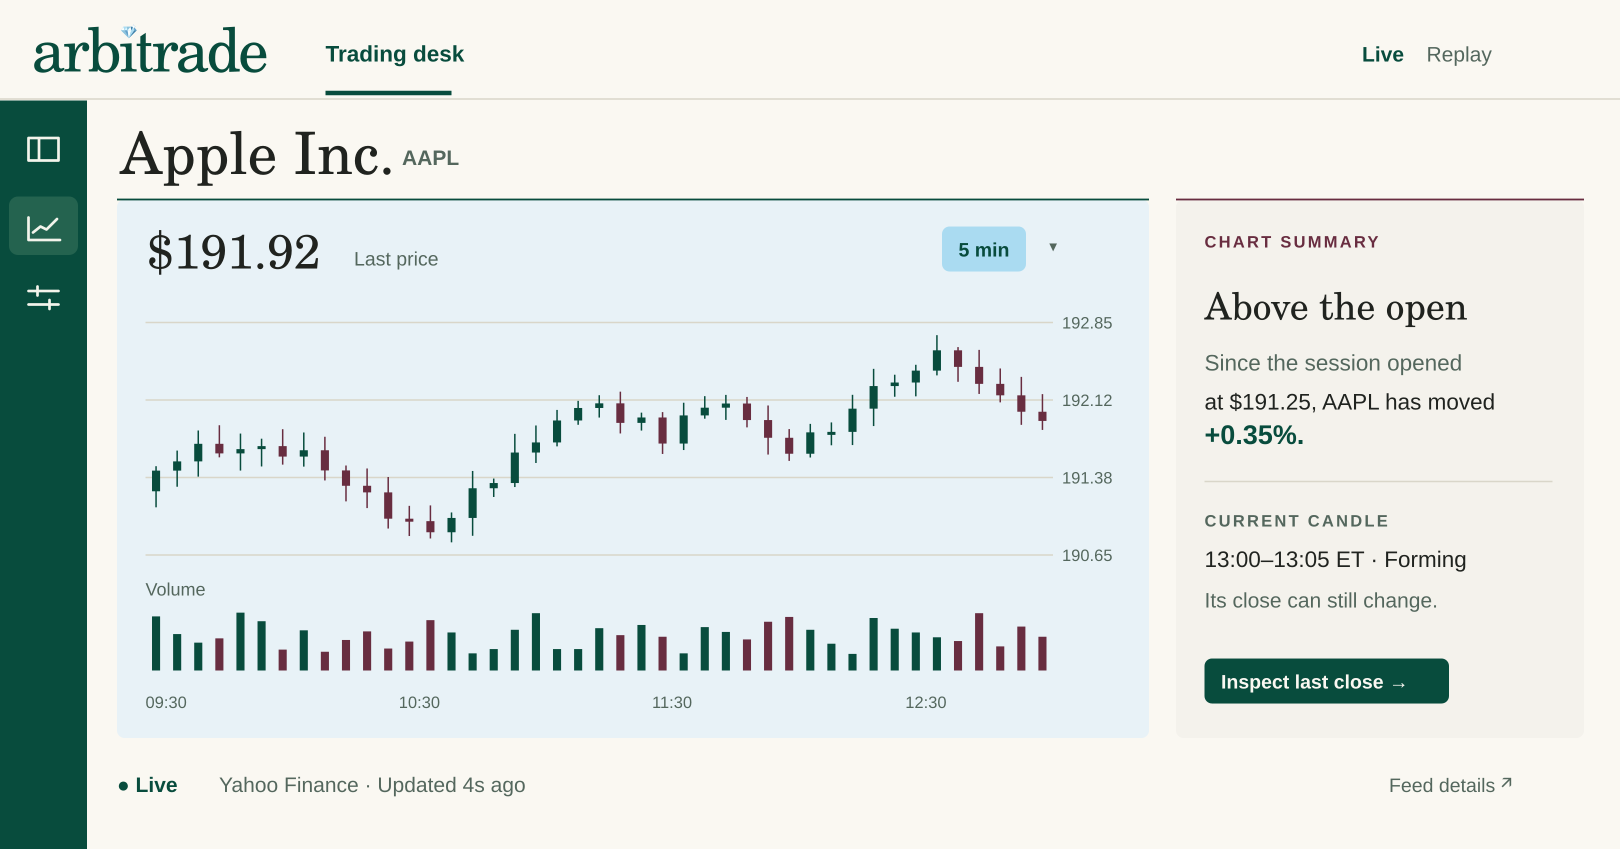 arbitrade
Trading desk
Live
Replay
Apple Inc. AAPL
$191.92
Last price
5 min
▼
192.85
192.12
191.38
190.65
Volume
09:30
10:30
11:30
12:30
CHART SUMMARY
Above the open
Since the session opened
at $191.25, AAPL has moved
+0.35%.
CURRENT CANDLE
13:00–13:05 ET · Forming
Its close can still change.
Inspect last close →
● Live
Yahoo Finance · Updated 4s ago
Feed details ↗